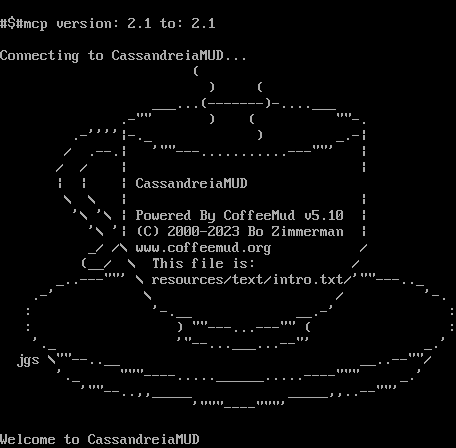 #$#mcp version: 2.1 to: 2.1
Connecting to CassandreiaMUD...
CassandreiaMUD
Powered By CoffeeMud v5.10
(C) 2000-2023 Bo Zimmerman
www.coffeemud.org
This file is:
resources/text/intro.txt
jgs
Welcome to CassandreiaMUD